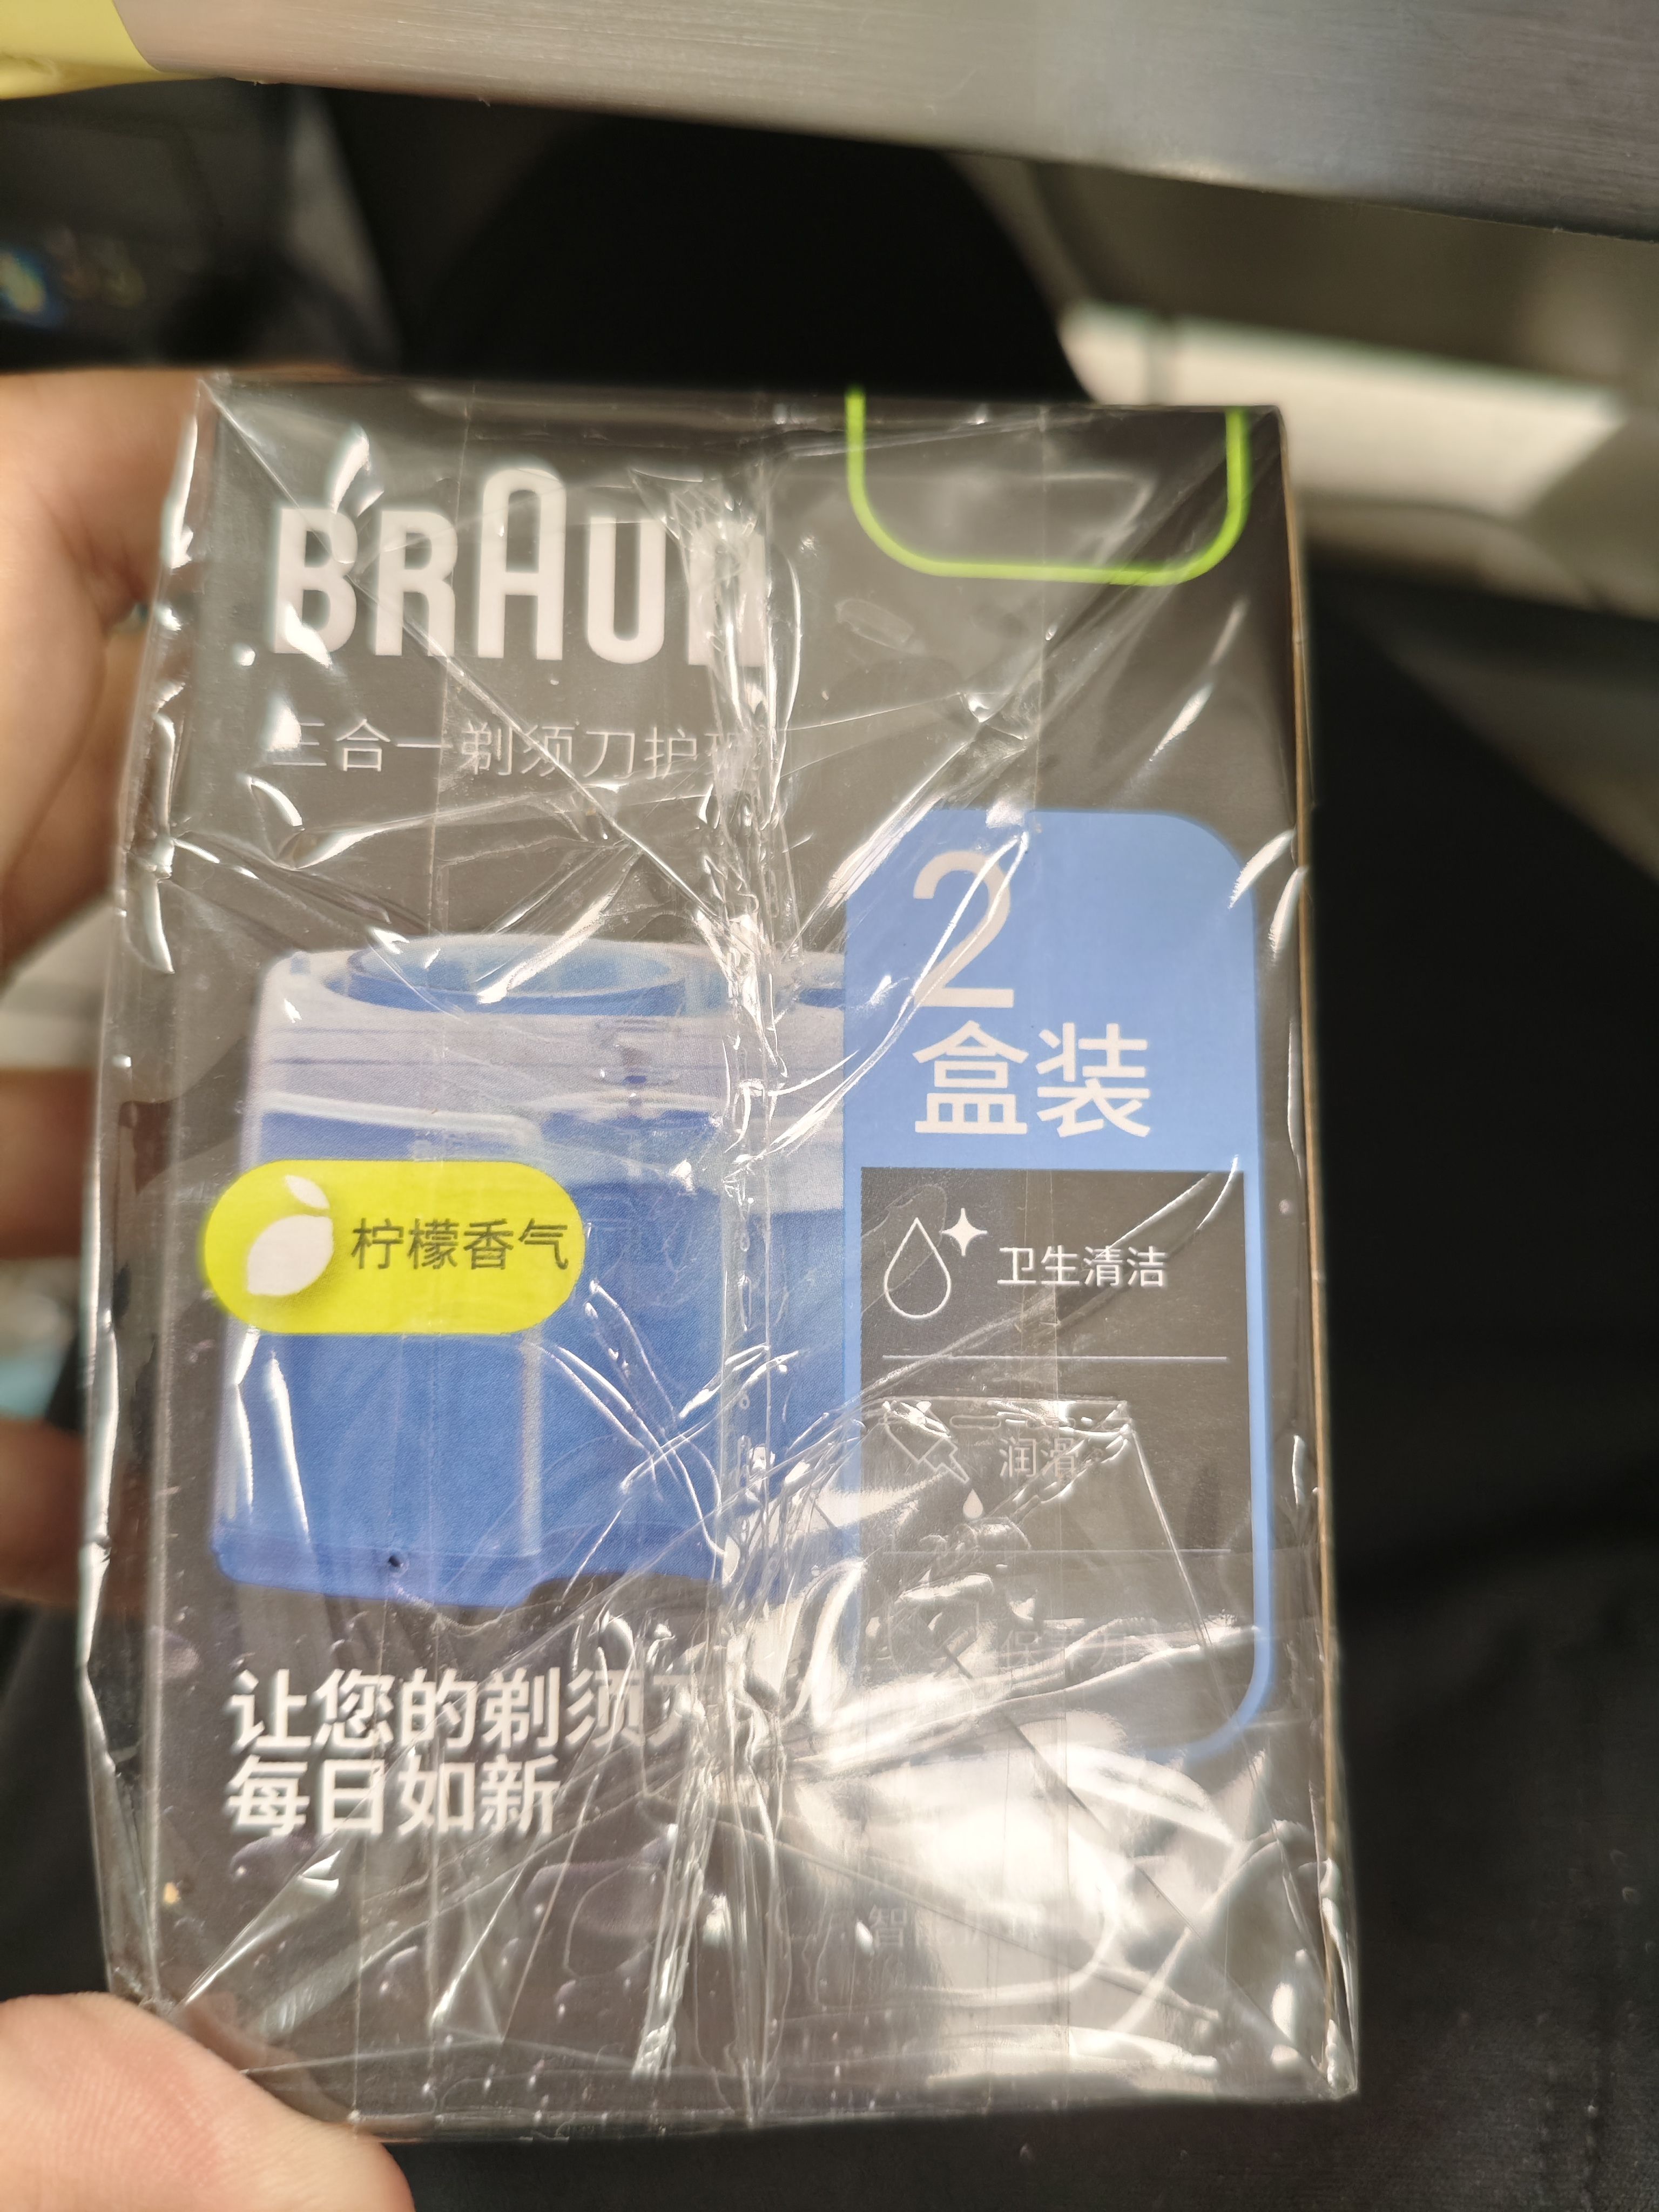 BRAUN
三合一剃须刀护理
2
盒装
柠檬香气
卫生清洁
润滑
让您的剃须刀
每日如新